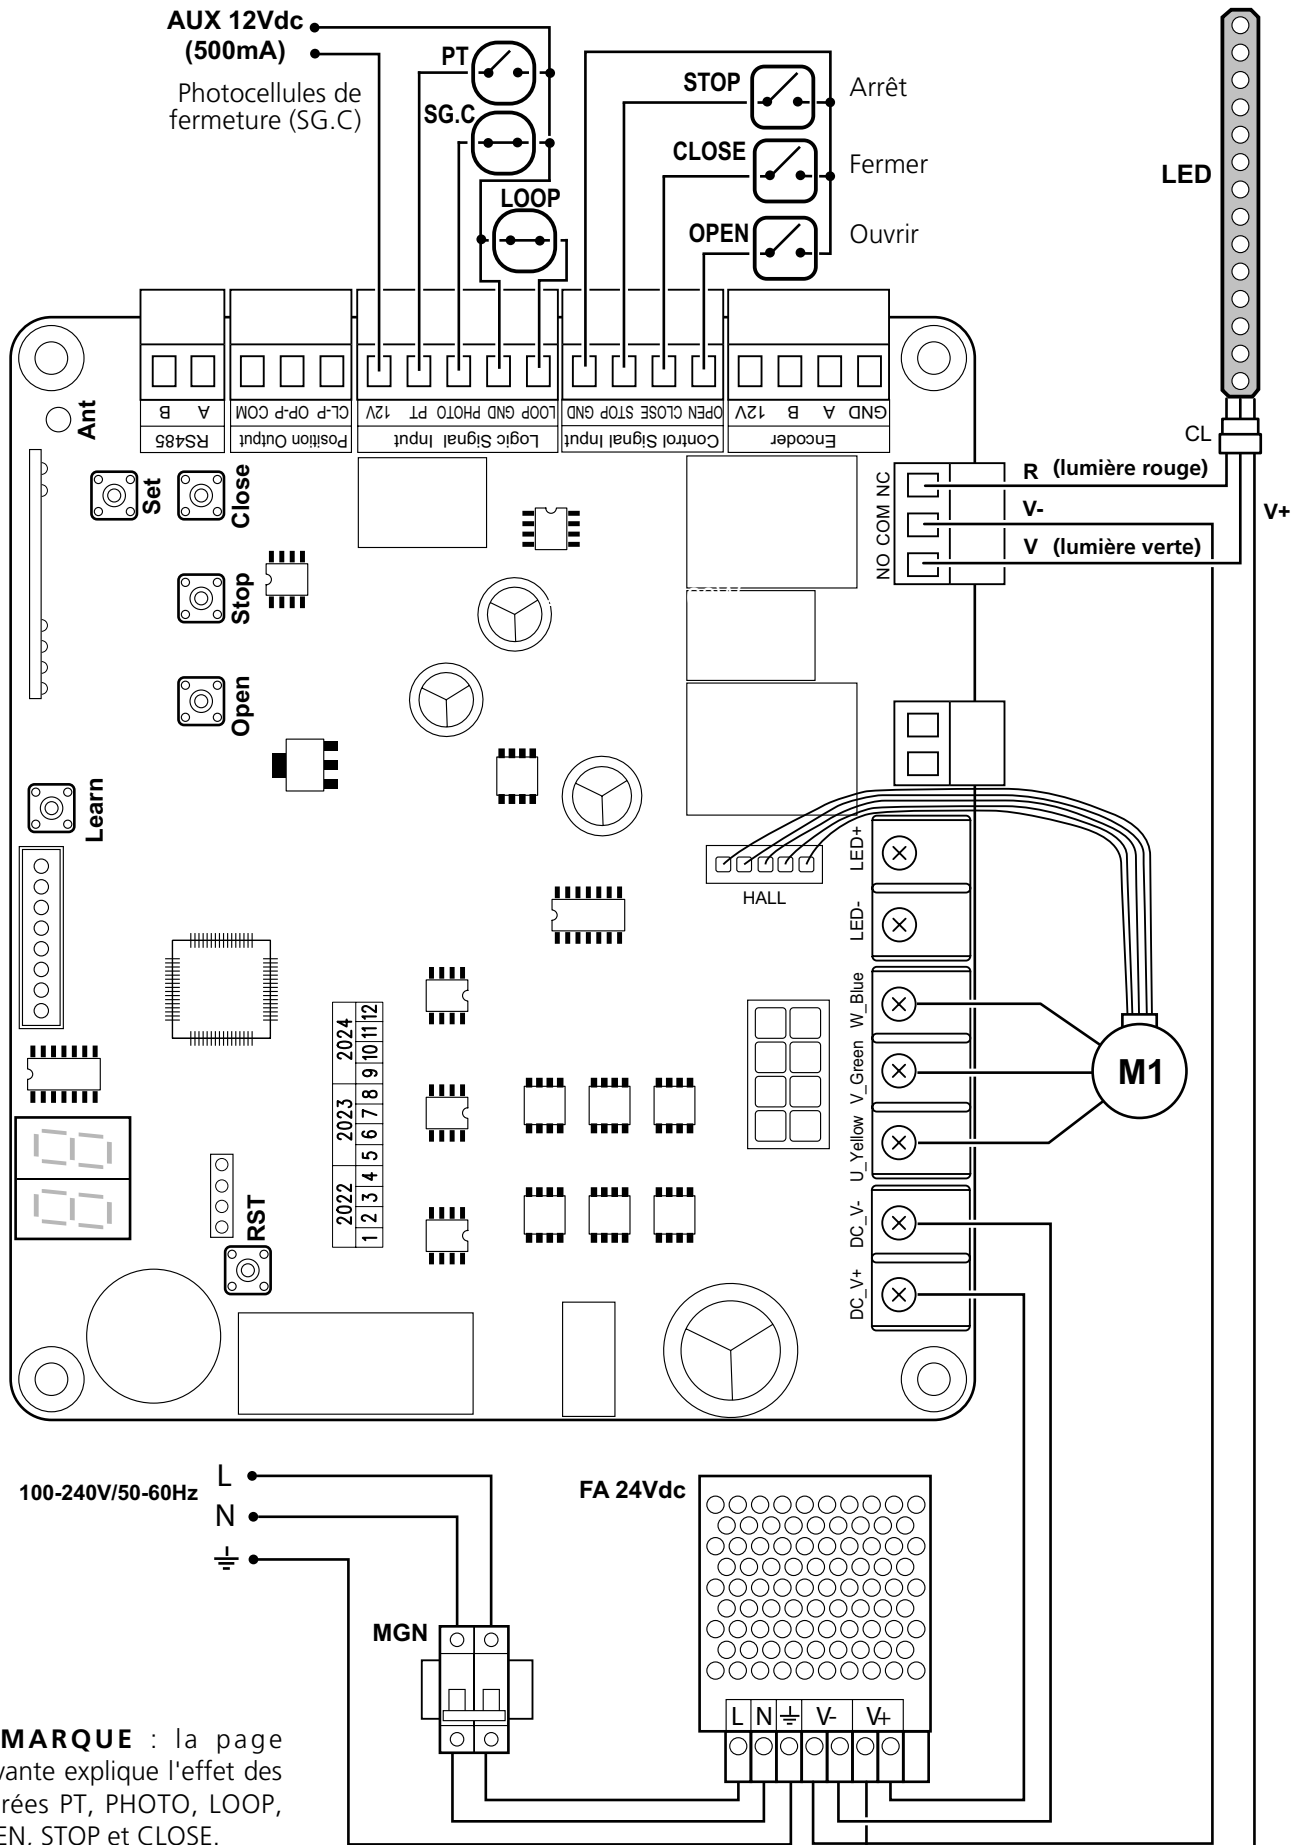 AUX 12Vdc
(500mA)
Photocellules de
fermeture (SG.C)
PT
SG.C
LOOP
STOP
Arrêt
CLOSE
Fermer
OPEN
Ouvrir
LED
CL
B A
RS485
COM OP-P CL-P
Position Output
12V PT PHOTO GND LOOP
Logic Signal Input
GND STOP CLOSE OPEN
Control Signal Input
12V B A GND
Encoder
Ant
Set
Close
Stop
Open
Learn
NO COM NC
R (lumière rouge)
V-
V (lumière verte)
V+
HALL
LED+
LED-
W_Blue
V_Green
U_Yellow
DC_V-
DC_V+
M1
2022 2023 2024
1 2 3 4 5 6 7 8 9 10 11 12
RST
100-240V/50-60Hz
L
N
MGN
FA 24Vdc
L N V- V+
MARQUE : la page
vante explique l'effet des
rées PT, PHOTO, LOOP,
EN, STOP et CLOSE.